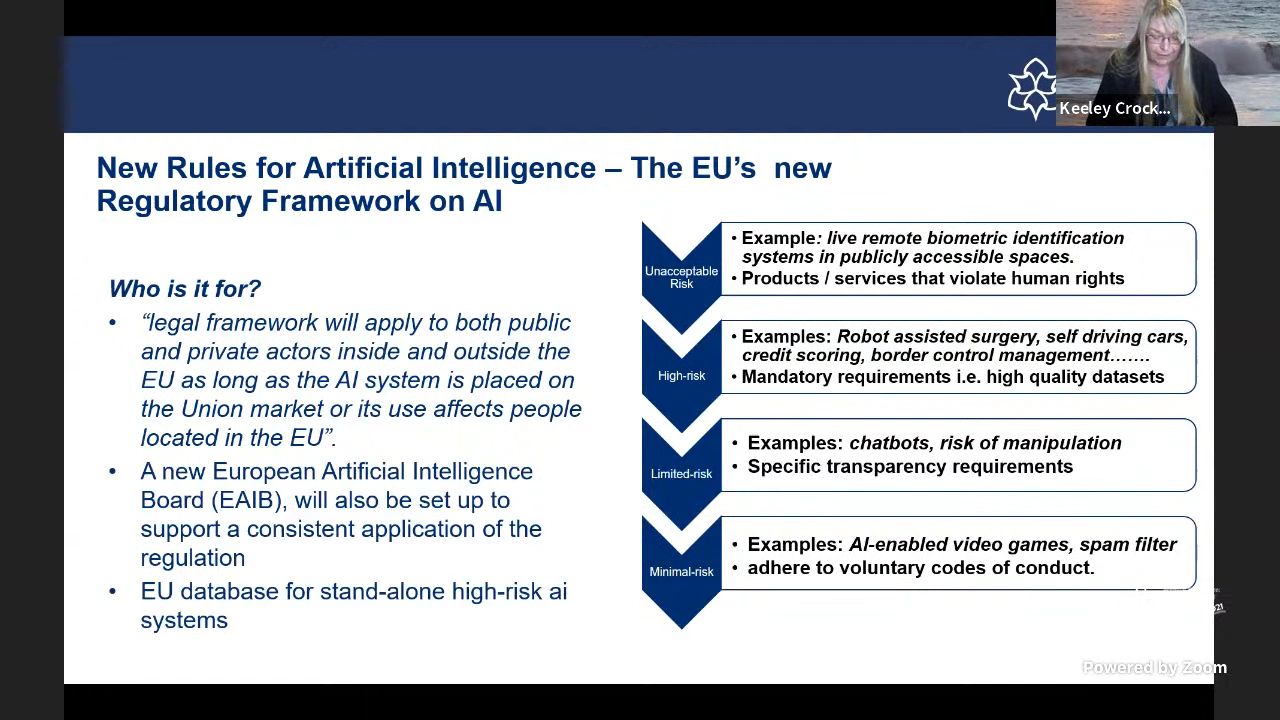 Keeley Crock...
New Rules for Artificial Intelligence – The EU’s  new
Regulatory Framework on AI
Who is it for?
• “legal framework will apply to both public
and private actors inside and outside the
EU as long as the AI system is placed on
the Union market or its use affects people
located in the EU”.
• A new European Artificial Intelligence
Board (EAIB), will also be set up to
support a consistent application of the
regulation
• EU database for stand-alone high-risk ai
systems
Unacceptable
Risk
• Example: live remote biometric identification
systems in publicly accessible spaces.
• Products / services that violate human rights
High-risk
• Examples: Robot assisted surgery, self driving cars,
credit scoring, border control management…….
• Mandatory requirements i.e. high quality datasets
Limited-risk
• Examples: chatbots, risk of manipulation
• Specific transparency requirements
Minimal-risk
• Examples: AI-enabled video games, spam filter
• adhere to voluntary codes of conduct.
Powered by Zoom